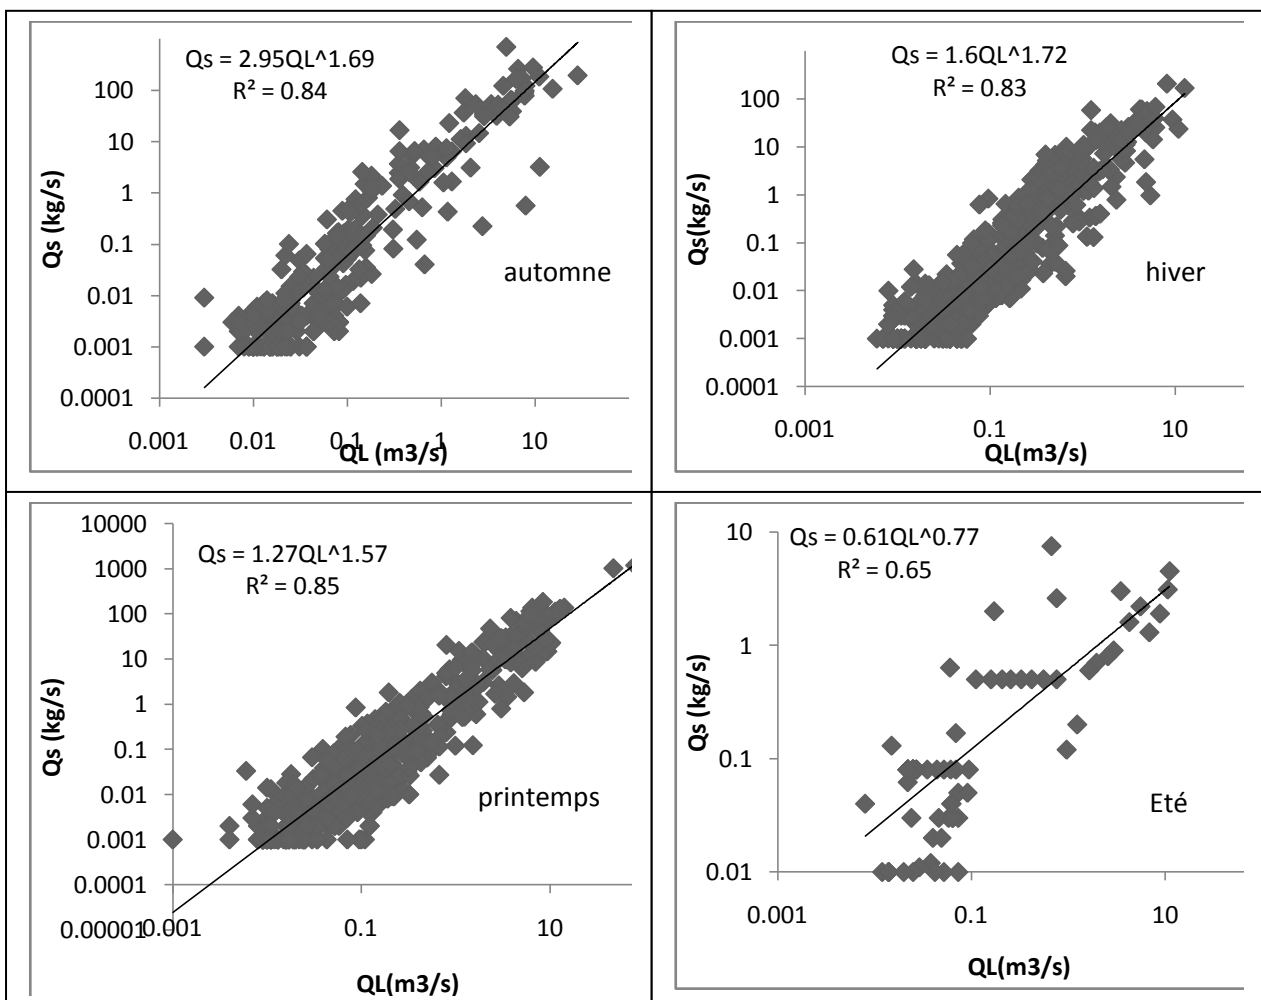 Qs = 2.95QL^1.69
R² = 0.84
100
10
1
0.1
0.01
0.001
0.0001
Qs (kg/s)
automne
0.001 0.01 0.1 1 10
QL (m3/s)
Qs = 1.6QL^1.72
R² = 0.83
100
10
1
0.1
0.01
0.001
0.0001
Qs(kg/s)
hiver
0.001 0.1 10
QL(m3/s)
10000
1000
100
10
1
0.1
0.01
0.001
0.0001
0.00001
Qs = 1.27QL^1.57
R² = 0.85
Qs (kg/s)
printemps
0.001 0.1 10
QL(m3/s)
10
1
0.1
0.01
Qs = 0.61QL^0.77
R² = 0.65
Qs (kg/s)
Eté
0.001 0.1 10
QL(m3/s)